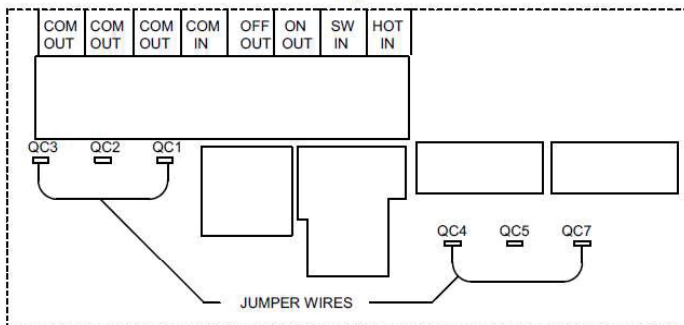 COM COM COM COM OFF ON SW HOT
OUT OUT OUT IN OUT OUT IN IN
QC3 QC2 QC1
QC4 QC5 QC7
JUMPER WIRES